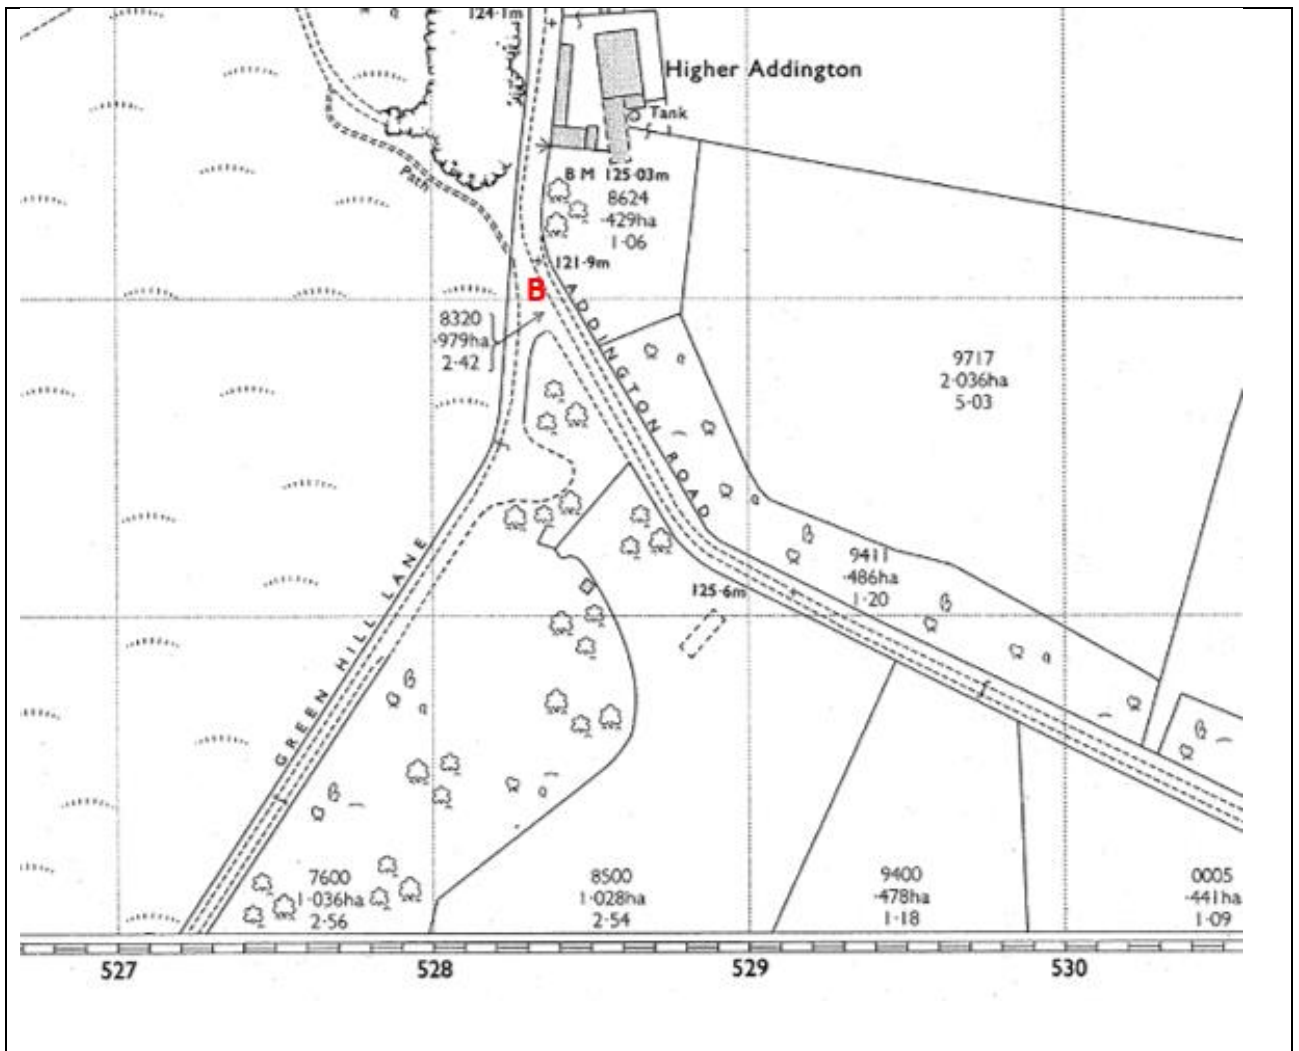 124·1m
Higher Addington
Tank
Path
B M 125·03m
8624
·429ha
1·06
121·9m
B
8320
·979ha
2·42
ADDINGTON ROAD
9717
2·036ha
5·03
9411
·486ha
1·20
125·6m
GREEN HILL LANE
7600
1·036ha
2·56
8500
1·028ha
2·54
9400
·478ha
1·18
0005
·441ha
1·09
527
528
529
530